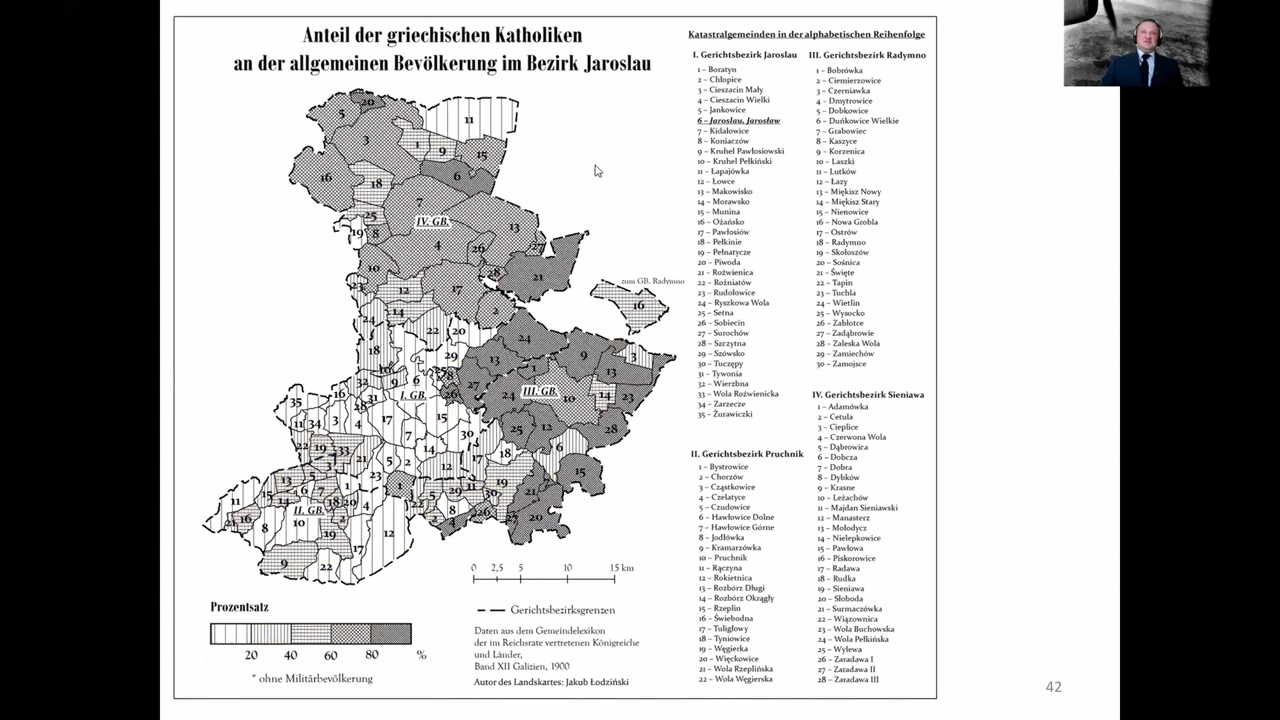 Anteil der griechischen Katholiken
an der allgemeinen Bevölkerung im Bezirk Jaroslau
zum GB. Radymno
I. GB.
II. GB.
III. GB.
IV. GB.
0 2,5 5 10 15 km
Prozentsatz
20 40 60 80 %
* ohne Militärbevölkerung
Gerichtsbezirksgrenzen
Daten aus dem Gemeindelexikon
der im Reichsrate vertretenen Königreiche
und Länder,
Band XII Galizien, 1900
Autor des Landkartes: Jakub Łodziński
Katastralgemeinden in der alphabetischen Reihenfolge
I. Gerichtsbezirk Jaroslau
1 – Boratyn
2 – Chłopice
3 – Cieszacin Mały
4 – Cieszacin Wielki
5 – Jankowice
6 – Jaroslau, Jarosław
7 – Kidałowice
8 – Koniaczów
9 – Kruhel Pawłosiowski
10 – Kruhel Pełkiński
11 – Łapajówka
12 – Łowce
13 – Makowisko
14 – Morawsko
15 – Munina
16 – Ożańsko
17 – Pawłosiów
18 – Pełkinie
19 – Pełnatycze
20 – Piwoda
21 – Roźwienica
22 – Rożniatów
23 – Rudołowice
24 – Ryszkowa Wola
25 – Setna
26 – Sobiecin
27 – Surochów
28 – Szczytna
29 – Szówsko
30 – Tuczępy
31 – Tywonia
32 – Wierzbna
33 – Wola Roźwienicka
34 – Zarzecze
35 – Żurawiczki
II. Gerichtsbezirk Pruchnik
1 – Bystrowice
2 – Chorzów
3 – Cząstkowice
4 – Czelatyce
5 – Czudowice
6 – Hawłowice Dolne
7 – Hawłowice Górne
8 – Jodłówka
9 – Kramarzówka
10 – Pruchnik
11 – Rączyna
12 – Rokietnica
13 – Rozbórz Długi
14 – Rozbórz Okrągły
15 – Rzeplin
16 – Świebodna
17 – Tuligłowy
18 – Tyniowice
19 – Węgierka
20 – Więckowice
21 – Wola Rzeplińska
22 – Wola Węgierska
III. Gerichtsbezirk Radymno
1 – Bobrówka
2 – Ciemierzowice
3 – Czerniawka
4 – Dmytrowice
5 – Dobkowice
6 – Duńkowice Wielkie
7 – Grabowiec
8 – Kaszyce
9 – Korzenica
10 – Laszki
11 – Lutków
12 – Łazy
13 – Miękisz Nowy
14 – Miękisz Stary
15 – Nienowice
16 – Nowa Grobla
17 – Ostrów
18 – Radymno
19 – Skołoszów
20 – Sośnica
21 – Święte
22 – Tapin
23 – Tuchla
24 – Wietlin
25 – Wysocko
26 – Zabłotce
27 – Zadąbrowie
28 – Zaleska Wola
29 – Zamiechów
30 – Zamojsce
IV. Gerichtsbezirk Sieniawa
1 – Adamówka
2 – Cetula
3 – Cieplice
4 – Czerwona Wola
5 – Dąbrowica
6 – Dobcza
7 – Dobra
8 – Dybków
9 – Krasne
10 – Leżachów
11 – Majdan Sieniawski
12 – Manasterz
13 – Mołodycz
14 – Nielepkowice
15 – Pawłowa
16 – Piskorowice
17 – Radawa
18 – Rudka
19 – Sieniawa
20 – Słoboda
21 – Surmaczówka
22 – Wiązownica
23 – Wola Buchowska
24 – Wola Pełkińska
25 – Wylewa
26 – Zaradawa I
27 – Zaradawa II
28 – Zaradawa III
42